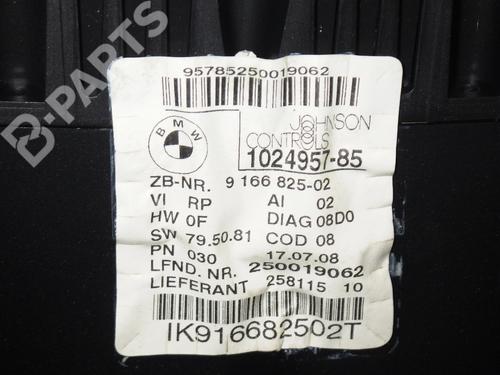 B-PARTS
95785250019062
BMW
JOHNSON
CONTROLS
1024957-85
ZB-NR. 9 166 825-02
VI RP AI 02
HW 0F DIAG 08D0
SW 79.50.81 COD 08
PN 030 17.07.08
LFND. NR. 250019062
LIEFERANT 258115 10
IK916682502T